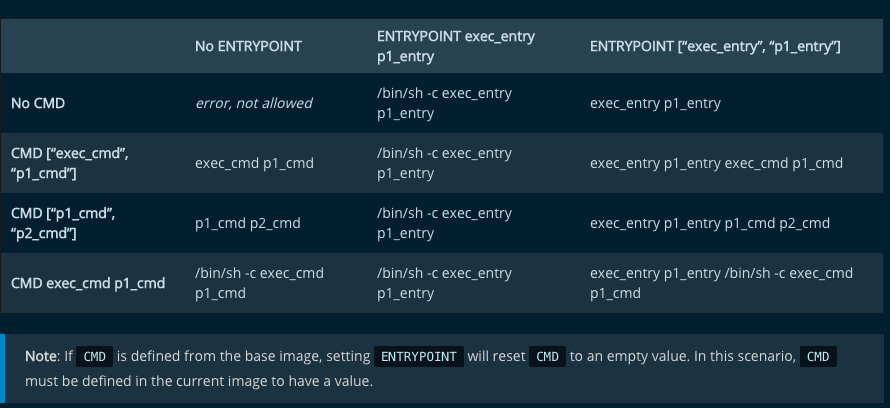 No ENTRYPOINT
ENTRYPOINT exec_entry
p1_entry
ENTRYPOINT [“exec_entry”, “p1_entry”]
No CMD
error, not allowed
/bin/sh -c exec_entry
p1_entry
exec_entry p1_entry
CMD [“exec_cmd”,
“p1_cmd”]
exec_cmd p1_cmd
/bin/sh -c exec_entry
p1_entry
exec_entry p1_entry exec_cmd p1_cmd
CMD [“p1_cmd”,
“p2_cmd”]
p1_cmd p2_cmd
/bin/sh -c exec_entry
p1_entry
exec_entry p1_entry p1_cmd p2_cmd
CMD exec_cmd p1_cmd
/bin/sh -c exec_cmd
p1_cmd
/bin/sh -c exec_entry
p1_entry
exec_entry p1_entry /bin/sh -c exec_cmd
p1_cmd
Note: If CMD is defined from the base image, setting ENTRYPOINT will reset CMD to an empty value. In this scenario, CMD
must be defined in the current image to have a value.